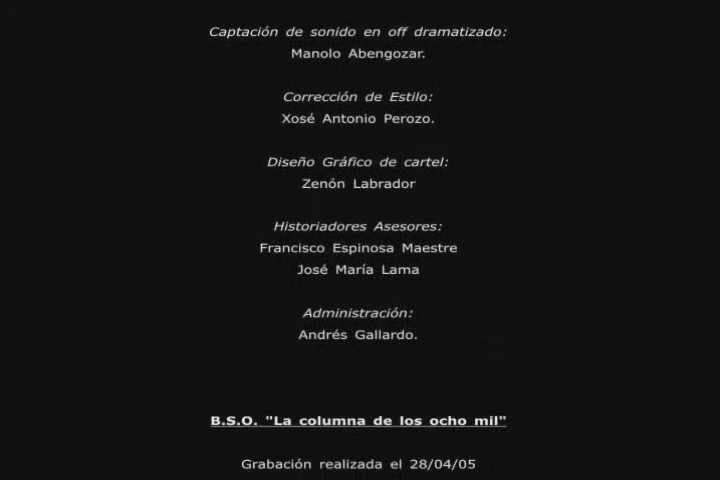 Captación de sonido en off dramatizado:
Manolo Abengozar.
Corrección de Estilo:
Xosé Antonio Perozo.
Diseño Gráfico de cartel:
Zenón Labrador
Historiadores Asesores:
Francisco Espinosa Maestre
José María Lama
Administración:
Andrés Gallardo.
B.S.O. "La columna de los ocho mil"
Grabación realizada el 28/04/05